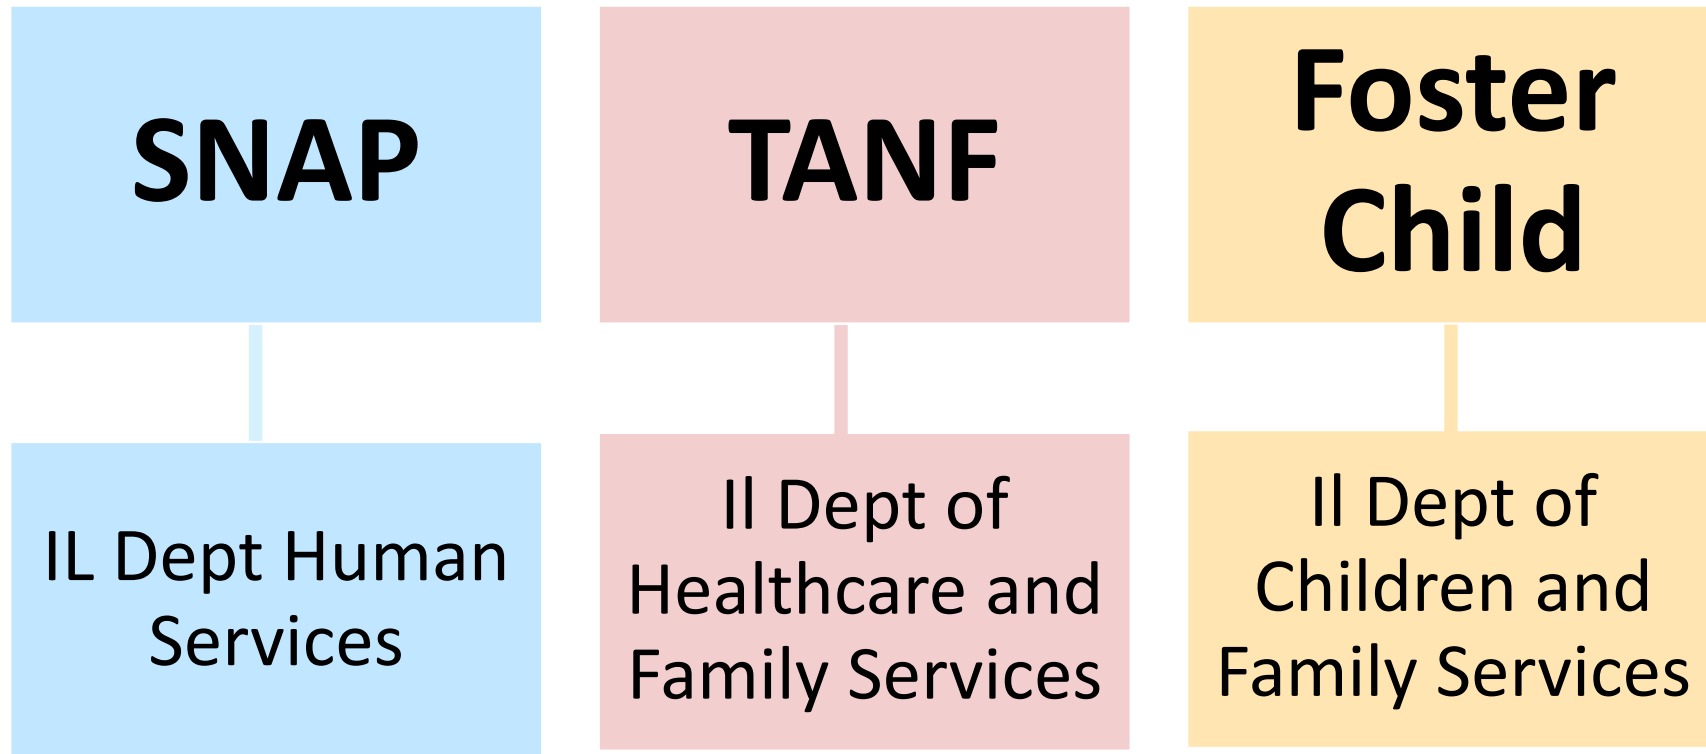 SNAP
TANF
Foster
Child
IL Dept Human
Services
Il Dept of
Healthcare and
Family Services
Il Dept of
Children and
Family Services